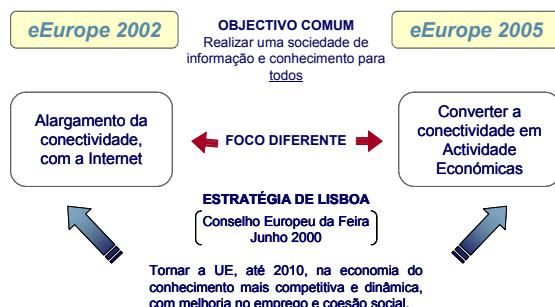 eEurope 2002
OBJECTIVO COMUM
Realizar uma sociedade de
informação e conhecimento para
todos
eEurope 2005
Alargamento da
conectividade,
com a Internet
FOCO DIFERENTE
Converter a
conectividade em
Actividade
Económicas
ESTRATÉGIA DE LISBOA
Conselho Europeu da Feira
Junho 2000
Tornar a UE, até 2010, na economia do
conhecimento mais competitiva e dinâmica,
com melhoria no emprego e coesão social.